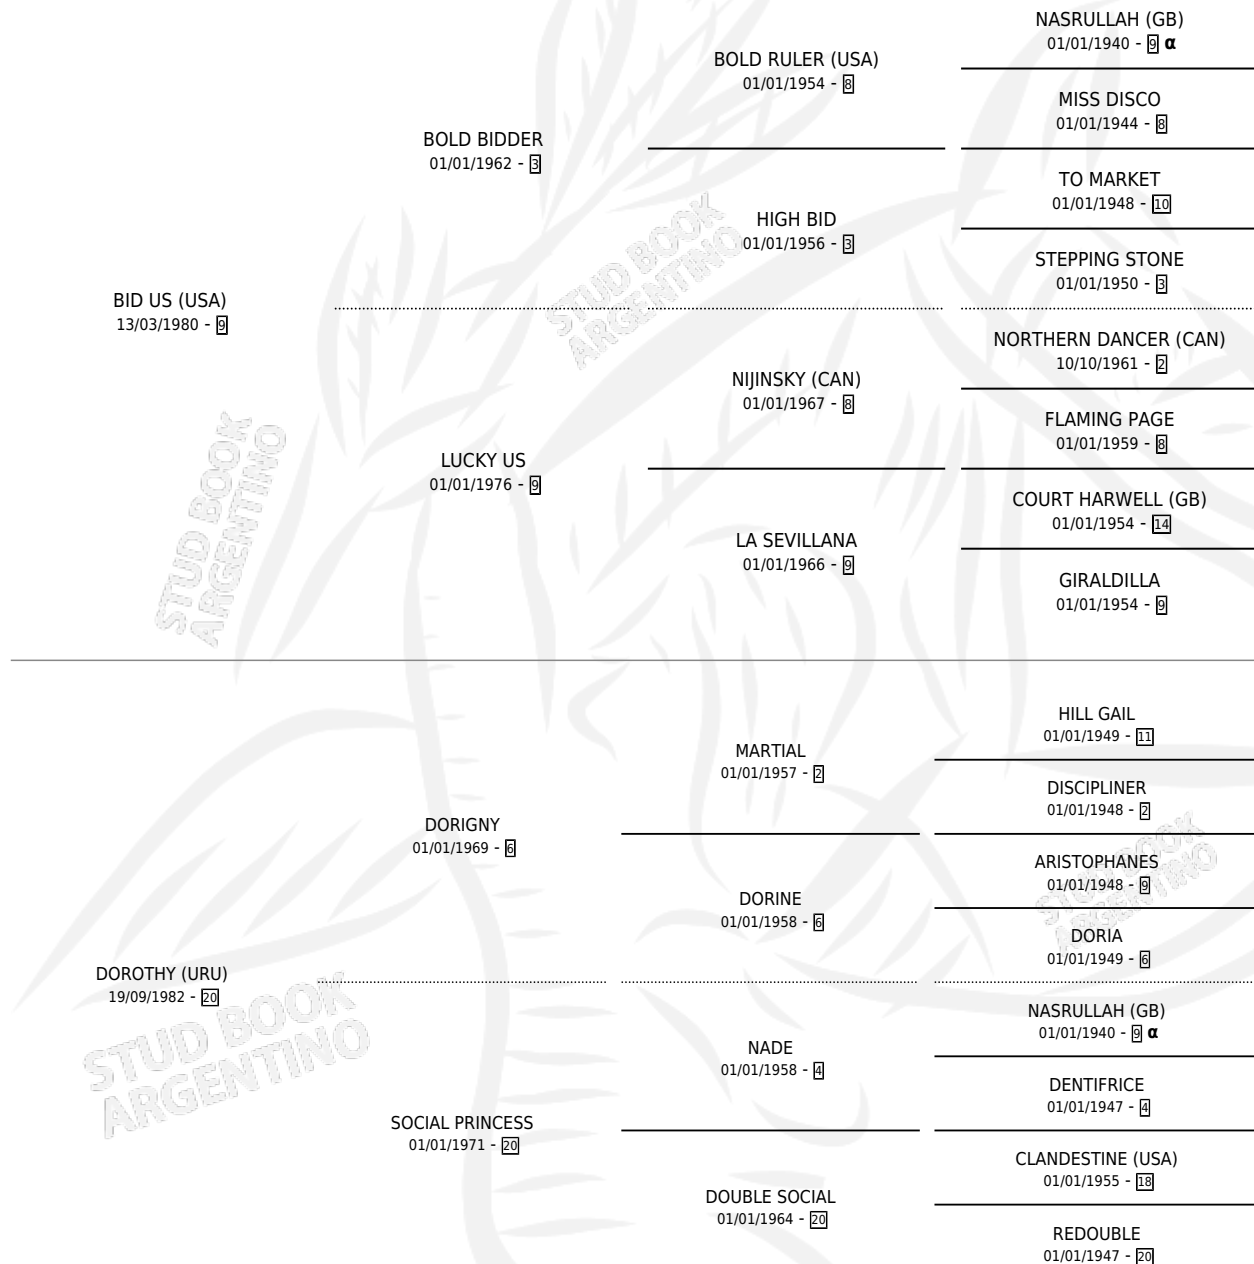 NASRULLAH (GB)
01/01/1940 - 9 α
BOLD RULER (USA)
01/01/1954 - 8
MISS DISCO
01/01/1944 - 8
BOLD BIDDER
01/01/1962 - 3
TO MARKET
01/01/1948 - 10
HIGH BID
01/01/1956 - 3
STEPPING STONE
01/01/1950 - 3
STUD BOOK
ARGENTINO
BID US (USA)
13/03/1980 - 9
NORTHERN DANCER (CAN)
10/10/1961 - 2
NIJINSKY (CAN)
01/01/1967 - 8
FLAMING PAGE
01/01/1959 - 8
LUCKY US
01/01/1976 - 9
COURT HARWELL (GB)
01/01/1954 - 14
LA SEVILLANA
01/01/1966 - 9
GIRALDILLA
01/01/1954 - 9
STUD BOOK
ARGENTINO
HILL GAIL
01/01/1949 - 11
MARTIAL
01/01/1957 - 2
DISCIPLINER
01/01/1948 - 2
DORIGNY
01/01/1969 - 6
ARISTOPHANES
01/01/1948 - 9
DORINE
01/01/1958 - 6
DORIA
01/01/1949 - 6
STUD BOOK
ARGENTINO
DOROTHY (URU)
19/09/1982 - 20
NASRULLAH (GB)
01/01/1940 - 9 α
NADE
01/01/1958 - 4
DENTIFRICE
01/01/1947 - 4
STUD BOOK
ARGENTINO
SOCIAL PRINCESS
01/01/1971 - 20
CLANDESTINE (USA)
01/01/1955 - 18
DOUBLE SOCIAL
01/01/1964 - 20
REDOUBLE
01/01/1947 - 20